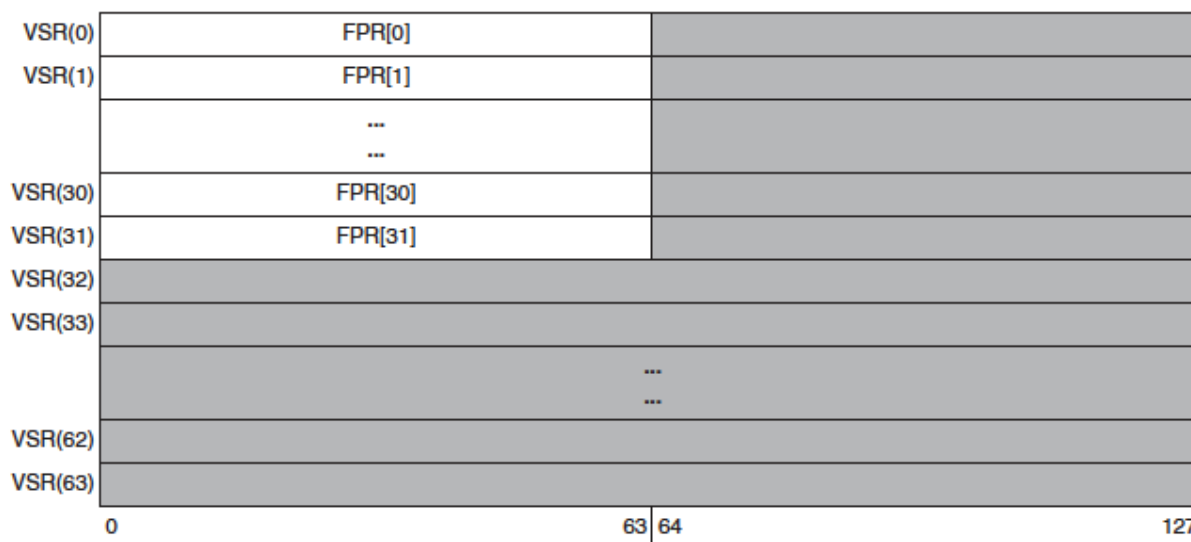 VSR(0) FPR[0]
VSR(1) FPR[1]
...
...
VSR(30) FPR[30]
VSR(31) FPR[31]
VSR(32)
VSR(33)
...
...
VSR(62)
VSR(63)
0 63 64 127